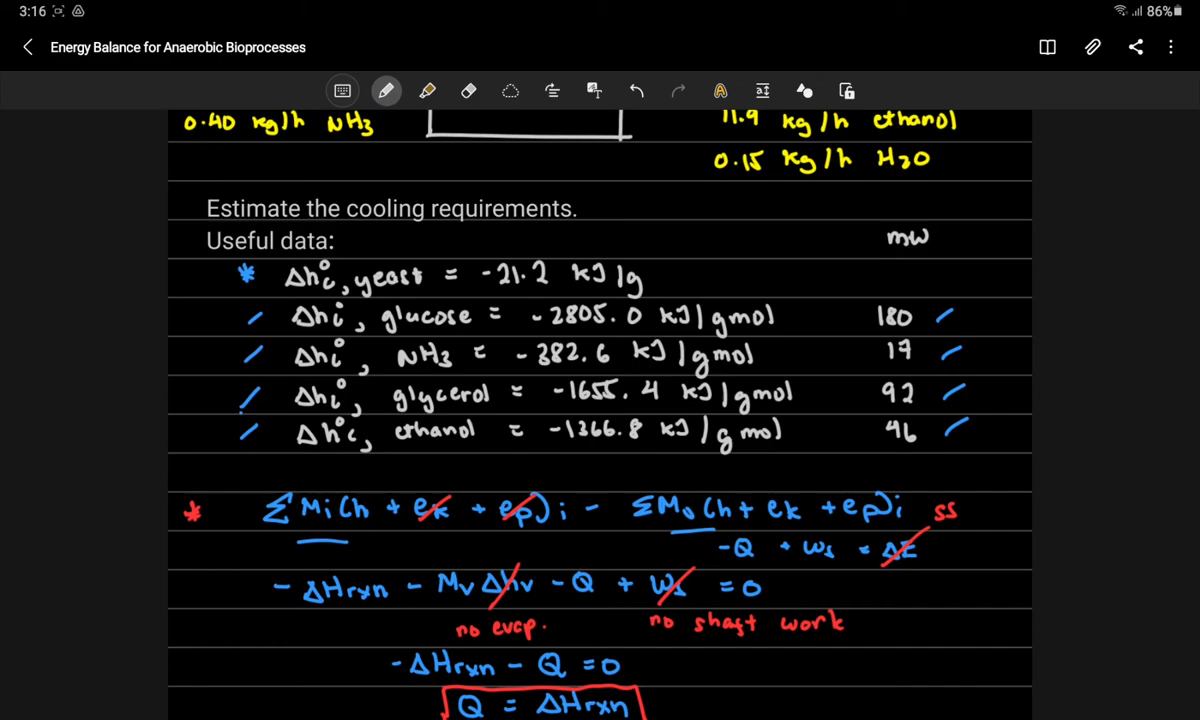 3:16 86%
Energy Balance for Anaerobic Bioprocesses
0.40 kg/h NH3
11.9 kg/h ethanol
0.15 kg/h H2O
Estimate the cooling requirements.
Useful data: MW
* Δh°c, yeast = -21.2 kJ/g
Δh°c, glucose = -2805.0 kJ/gmol 180
Δh°c, NH3 = -382.6 kJ/gmol 17
Δh°c, glycerol = -1655.4 kJ/gmol 92
Δh°c, ethanol = -1366.8 kJ/gmol 46
* ΣMi(h + ek + ep)i - ΣMo(h + ek + ep)i ss
-Q + Ws = ΔE
-ΔHrxn - MvΔhv - Q + Ws = 0
no evap. no shaft work
-ΔHrxn - Q = 0
Q = ΔHrxn